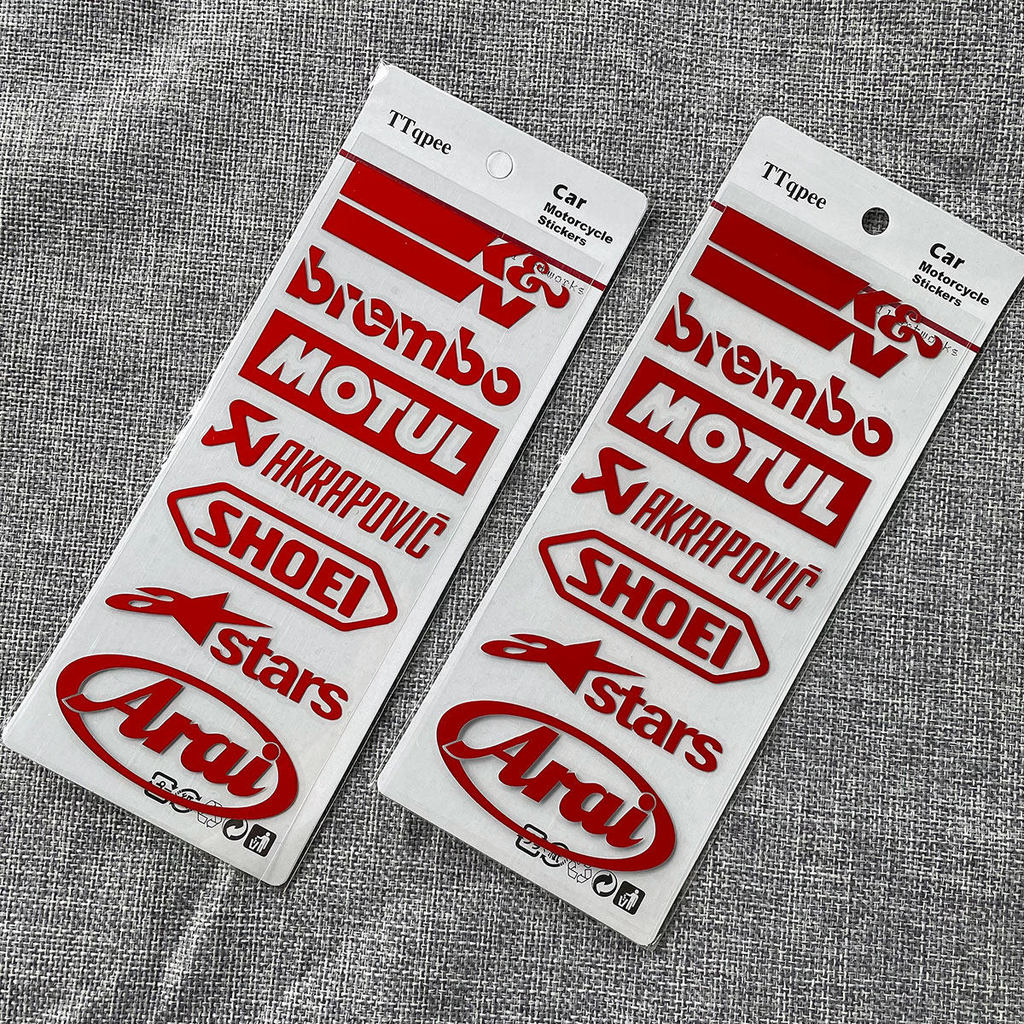 TTqpee
Car
Motorcycle
Stickers
K&N
brembo
MOTUL
AKRAPOVIČ
SHOEI
stars
Arai
TTqpee
Car
Motorcycle
Stickers
K&N
brembo
MOTUL
AKRAPOVIČ
SHOEI
stars
Arai